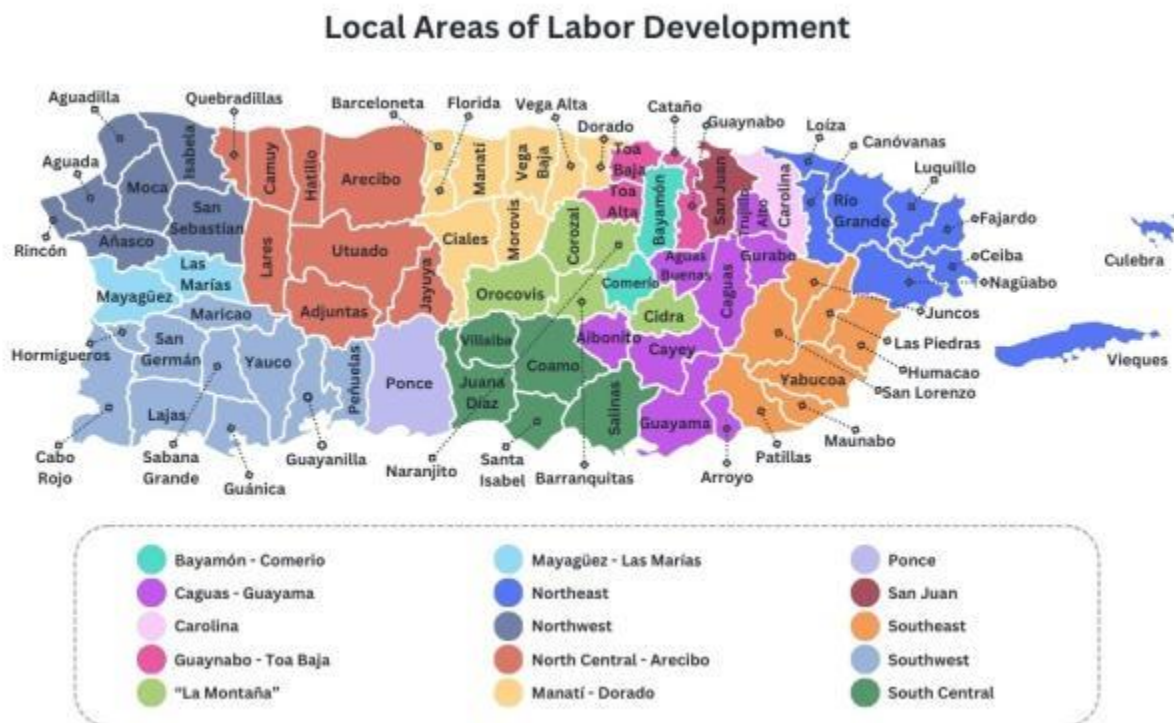 Local Areas of Labor Development
Aguadilla
Quebradillas
Barceloneta
Florida
Vega Alta
Cataño
Guaynabo
Dorado
Loíza
Canóvanas
Luquillo
Aguada
Isabela
Camuy
Hatillo
Arecibo
Manatí
Vega
Baja
Toa
Baja
San Juan
Moca
Toa
Alta
Bayamón
Trujillo
Alto
Carolina
Río
Grande
Fajardo
San
Sebastián
Rincón
Añasco
Lares
Utuado
Ciales
Morovis
Corozal
Aguas
Buenas
Gurabo
Ceiba
Culebra
Las
Marías
Mayagüez
Jayuya
Orocovis
Comerío
Caguas
Nagüabo
Maricao
Adjuntas
Cidra
Juncos
Hormigueros
San
Germán
Yauco
Peñuelas
Ponce
Villalba
Coamo
Aibonito
Cayey
Las Piedras
Vieques
Humacao
Juana
Díaz
Yabucoa
San Lorenzo
Lajas
Salinas
Guayama
Maunabo
Cabo
Rojo
Sabana
Grande
Guánica
Guayanilla
Naranjito
Santa
Isabel
Barranquitas
Arroyo
Patillas
Bayamón - Comerio
Caguas - Guayama
Carolina
Guaynabo - Toa Baja
"La Montaña"
Mayagüez - Las Marías
Northeast
Northwest
North Central - Arecibo
Manatí - Dorado
Ponce
San Juan
Southeast
Southwest
South Central